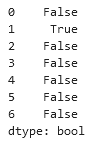 0    False
1     True
2    False
3    False
4    False
5    False
6    False
dtype: bool